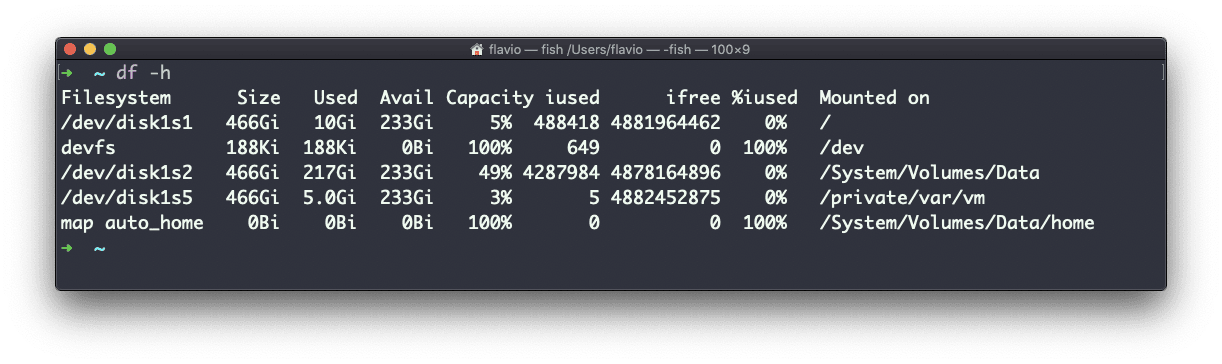 flavio — fish /Users/flavio — -fish — 100×9
➜ ~ df -h
Filesystem Size Used Avail Capacity iused ifree %iused Mounted on
/dev/disk1s1 466Gi 10Gi 233Gi 5% 488418 4881964462 0% /
devfs 188Ki 188Ki 0Bi 100% 649 0 100% /dev
/dev/disk1s2 466Gi 217Gi 233Gi 49% 4287984 4878164896 0% /System/Volumes/Data
/dev/disk1s5 466Gi 5.0Gi 233Gi 3% 5 4882452875 0% /private/var/vm
map auto_home 0Bi 0Bi 0Bi 100% 0 0 100% /System/Volumes/Data/home
➜ ~